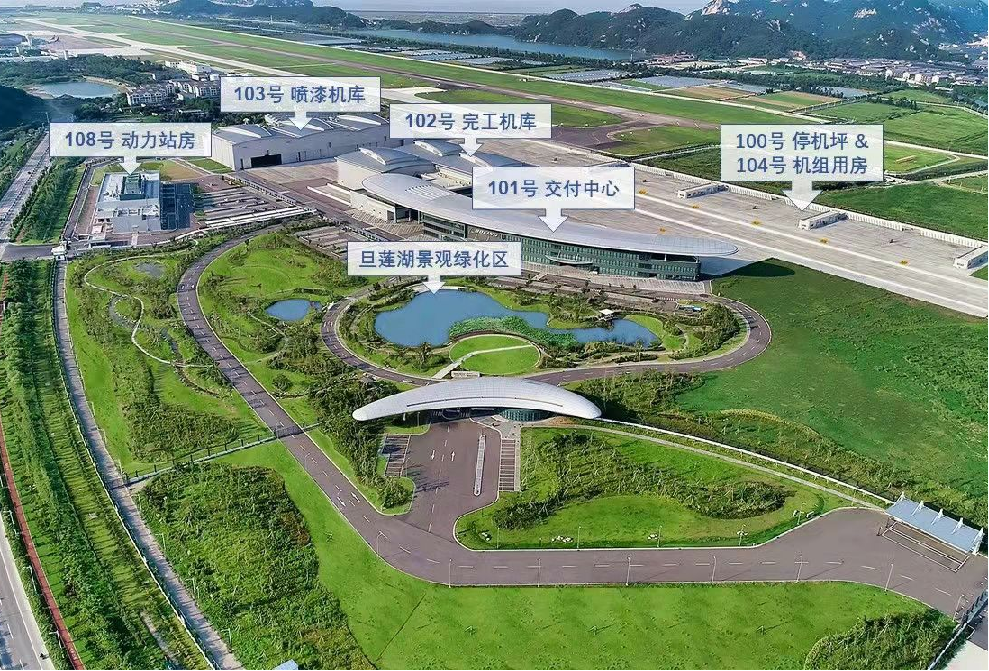 103号 喷漆机库
102号 完工机库
108号 动力站房
100号 停机坪 &
104号 机组用房
101号 交付中心
旦莲湖景观绿化区